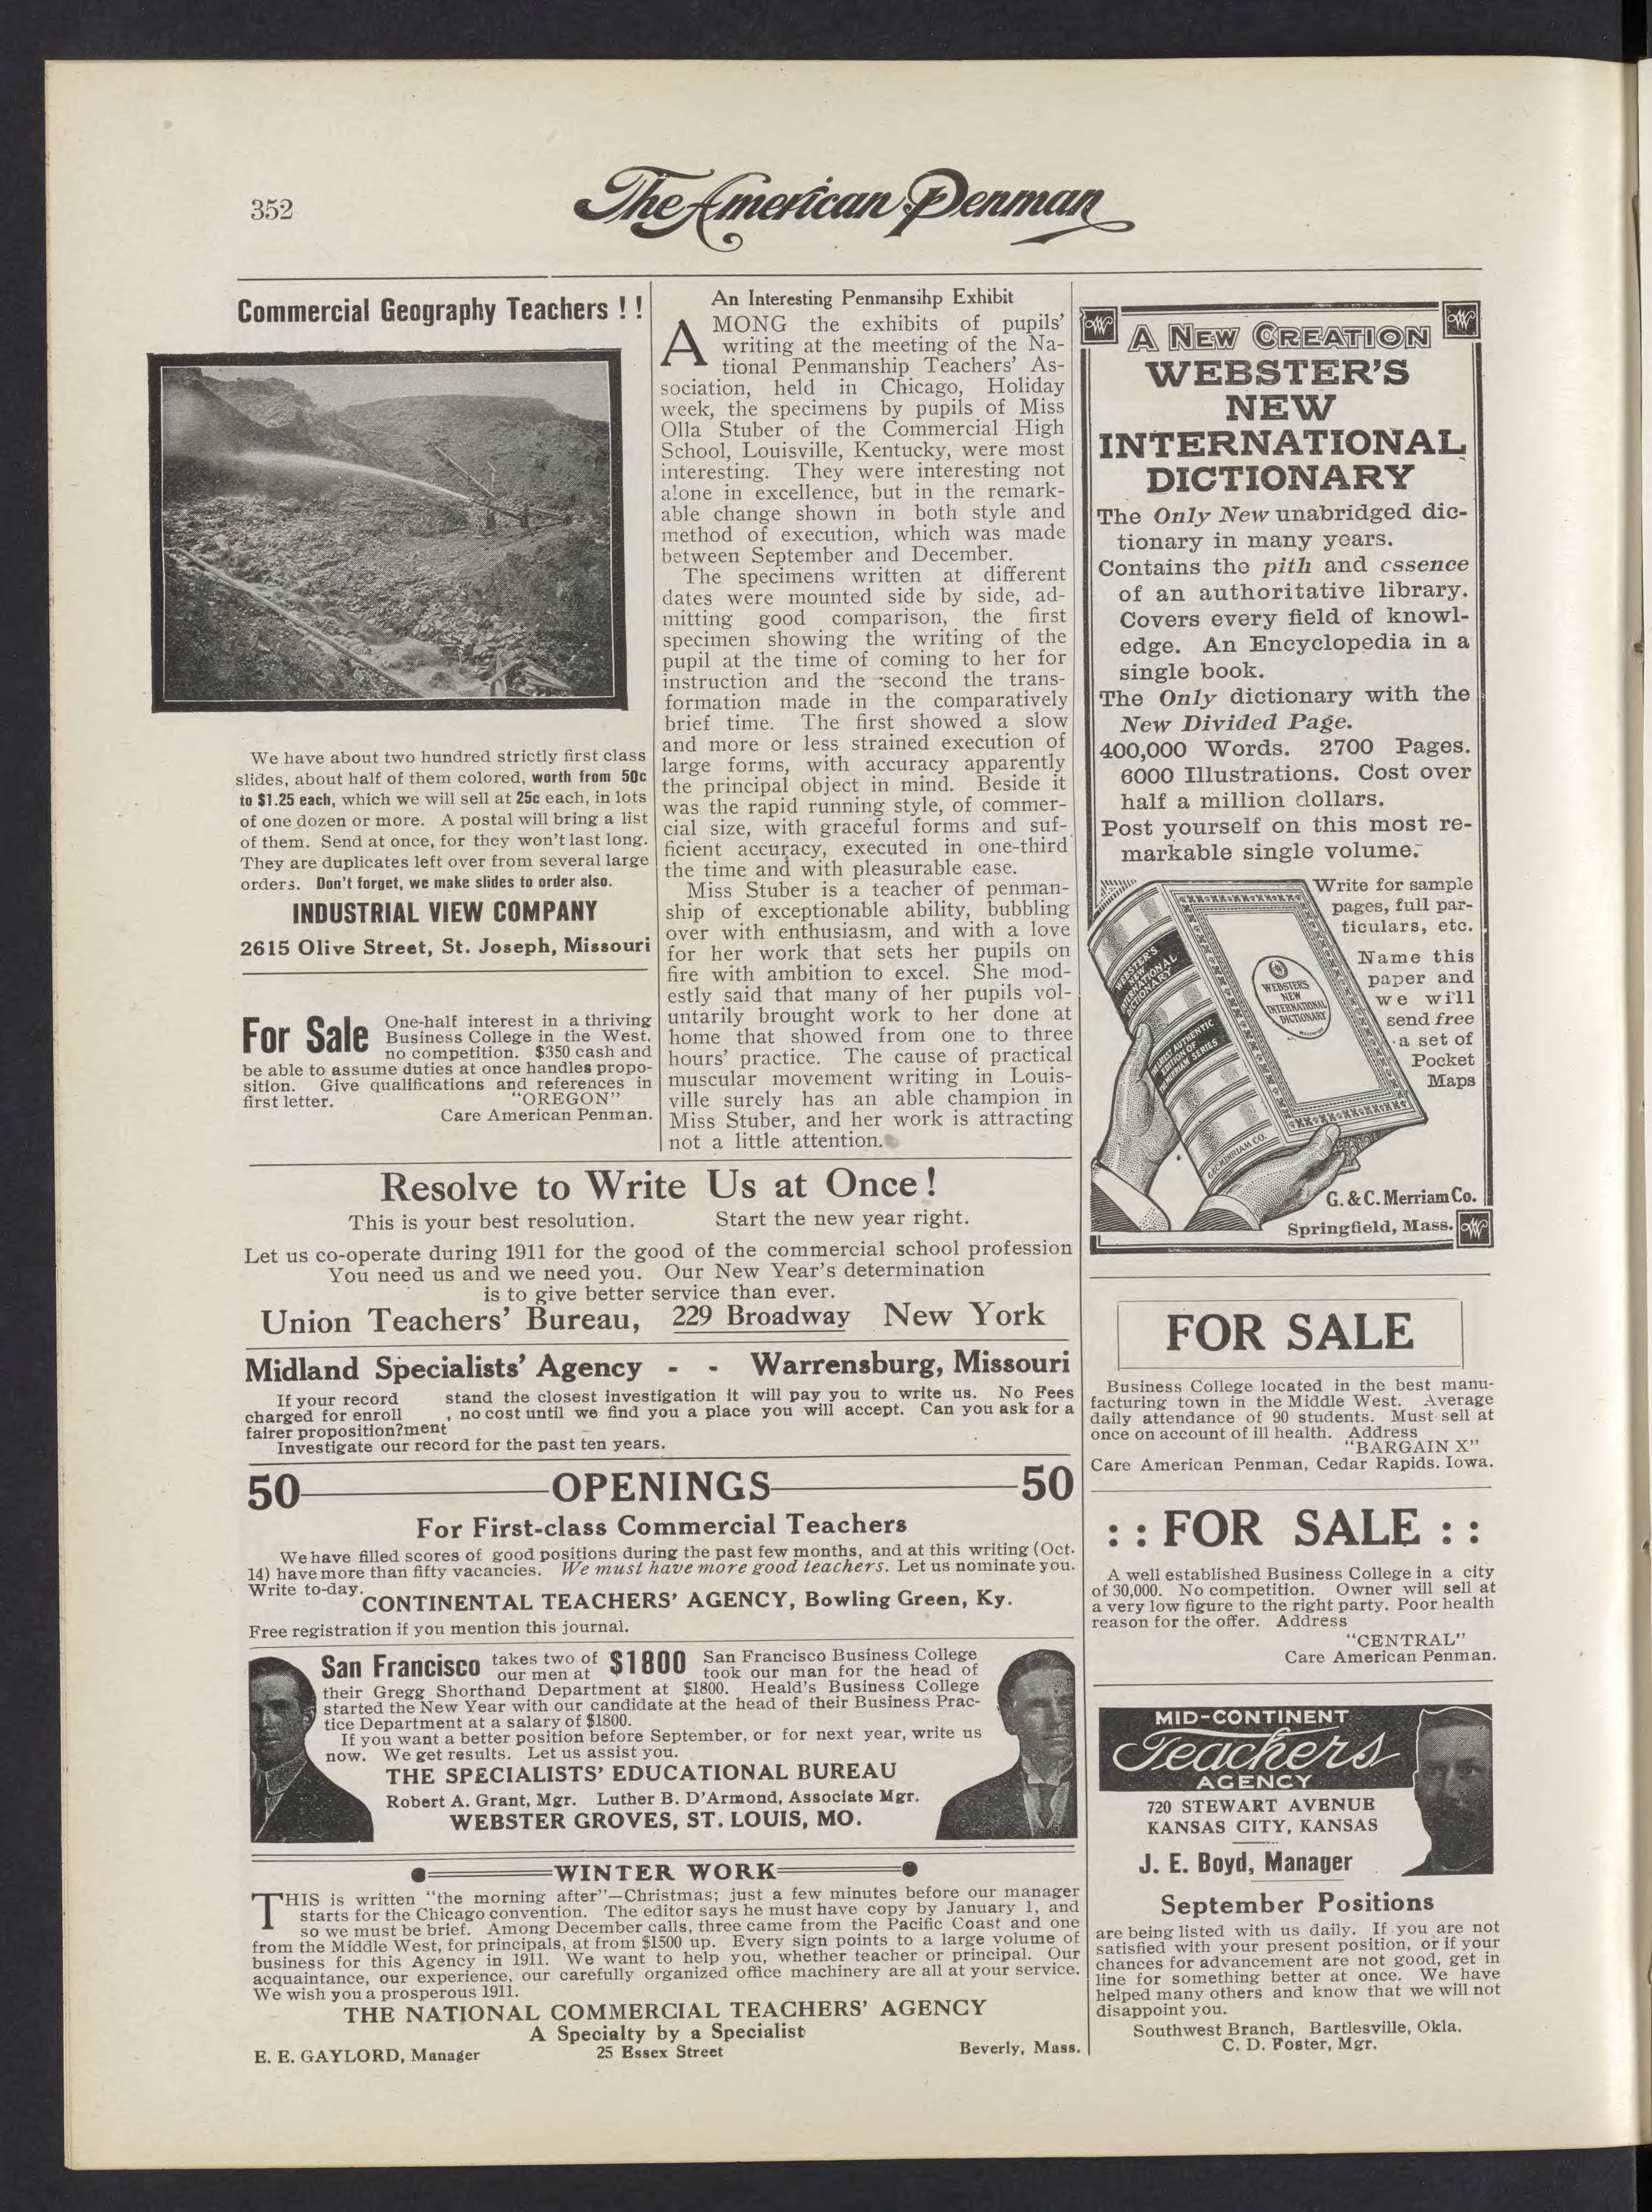 352
The American Penman
Commercial Geography Teachers ! !
We have about two hundred strictly first class
slides, about half of them colored, worth from 50c
to $1.25 each, which we will sell at 25c each, in lots
of one dozen or more. A postal will bring a list
of them. Send at once, for they won't last long.
They are duplicates left over from several large
orders. Don't forget, we make slides to order also.
INDUSTRIAL VIEW COMPANY
2615 Olive Street, St. Joseph, Missouri
For Sale One-half interest in a thriving
Business College in the West.
no competition. $350 cash and
be able to assume duties at once handles propo-
sition. Give qualifications and references in
first letter. "OREGON"
Care American Penman.
An Interesting Penmansihp Exhibit
AMONG the exhibits of pupils'
writing at the meeting of the Na-
tional Penmanship Teachers' As-
sociation, held in Chicago, Holiday
week, the specimens by pupils of Miss
Olla Stuber of the Commercial High
School, Louisville, Kentucky, were most
interesting. They were interesting not
alone in excellence, but in the remark-
able change shown in both style and
method of execution, which was made
between September and December.
The specimens written at different
dates were mounted side by side, ad-
mitting good comparison, the first
specimen showing the writing of the
pupil at the time of coming to her for
instruction and the second the trans-
formation made in the comparatively
brief time. The first showed a slow
and more or less strained execution of
large forms, with accuracy apparently
the principal object in mind. Beside it
was the rapid running style, of commer-
cial size, with graceful forms and suf-
ficient accuracy, executed in one-third
the time and with pleasurable ease.
Miss Stuber is a teacher of penman-
ship of exceptionable ability, bubbling
over with enthusiasm, and with a love
for her work that sets her pupils on
fire with ambition to excel. She mod-
estly said that many of her pupils vol-
untarily brought work to her done at
home that showed from one to three
hours' practice. The cause of practical
muscular movement writing in Louis-
ville surely has an able champion in
Miss Stuber, and her work is attracting
not a little attention.
Resolve to Write Us at Once!
This is your best resolution. Start the new year right.
Let us co-operate during 1911 for the good of the commercial school profession
You need us and we need you. Our New Year's determination
is to give better service than ever.
Union Teachers' Bureau, 229 Broadway New York
Midland Specialists' Agency - - Warrensburg, Missouri
If your record stand the closest investigation it will pay you to write us. No Fees
charged for enroll , no cost until we find you a place you will accept. Can you ask for a
fairer proposition?ment
Investigate our record for the past ten years.
50 OPENINGS 50
For First-class Commercial Teachers
We have filled scores of good positions during the past few months, and at this writing (Oct.
14) have more than fifty vacancies. We must have more good teachers. Let us nominate you.
Write to-day.
CONTINENTAL TEACHERS' AGENCY, Bowling Green, Ky.
Free registration if you mention this journal.
San Francisco takes two of our men at $1800 San Francisco Business College
took our man for the head of
their Gregg Shorthand Department at $1800. Heald's Business College
started the New Year with our candidate at the head of their Business Prac-
tice Department at a salary of $1800.
If you want a better position before September, or for next year, write us
now. We get results. Let us assist you.
THE SPECIALISTS' EDUCATIONAL BUREAU
Robert A. Grant, Mgr. Luther B. D'Armond, Associate Mgr.
WEBSTER GROVES, ST. LOUIS, MO.
WINTER WORK
THIS is written "the morning after"—Christmas; just a few minutes before our manager
starts for the Chicago convention. The editor says he must have copy by January 1, and
so we must be brief. Among December calls, three came from the Pacific Coast and one
from the Middle West, for principals, at from $1500 up. Every sign points to a large volume of
business for this Agency in 1911. We want to help you, whether teacher or principal. Our
acquaintance, our experience, our carefully organized office machinery are all at your service.
We wish you a prosperous 1911.
THE NATIONAL COMMERCIAL TEACHERS' AGENCY
A Specialty by a Specialist
E. E. GAYLORD, Manager 25 Essex Street Beverly, Mass.
A NEW CREATION
WEBSTER'S
NEW
INTERNATIONAL
DICTIONARY
The Only New unabridged dic-
tionary in many years.
Contains the pith and essence
of an authoritative library.
Covers every field of knowl-
edge. An Encyclopedia in a
single book.
The Only dictionary with the
New Divided Page.
400,000 Words. 2700 Pages.
6000 Illustrations. Cost over
half a million dollars.
Post yourself on this most re-
markable single volume.
Write for sample
pages, full par-
ticulars, etc.
Name this
paper and
we will
send free
a set of
Pocket
Maps
WEBSTER'S
NEW
INTERNATIONAL
DICTIONARY
LATEST AUTHENTIC
EDITION OF
MERRIAM SERIES
G.&C. MERRIAM CO.
WEBSTERS
NEW
INTERNATIONAL
DICTIONARY
G. & C. Merriam Co.
Springfield, Mass.
FOR SALE
Business College located in the best manu-
facturing town in the Middle West. Average
daily attendance of 90 students. Must sell at
once on account of ill health. Address
"BARGAIN X"
Care American Penman, Cedar Rapids. Iowa.
: : FOR SALE : :
A well established Business College in a city
of 30,000. No competition. Owner will sell at
a very low figure to the right party. Poor health
reason for the offer. Address
"CENTRAL"
Care American Penman.
MID-CONTINENT
Teachers
AGENCY
720 STEWART AVENUE
KANSAS CITY, KANSAS
J. E. Boyd, Manager
September Positions
are being listed with us daily. If you are not
satisfied with your present position, or if your
chances for advancement are not good, get in
line for something better at once. We have
helped many others and know that we will not
disappoint you.
Southwest Branch, Bartlesville, Okla.
C. D. Foster, Mgr.